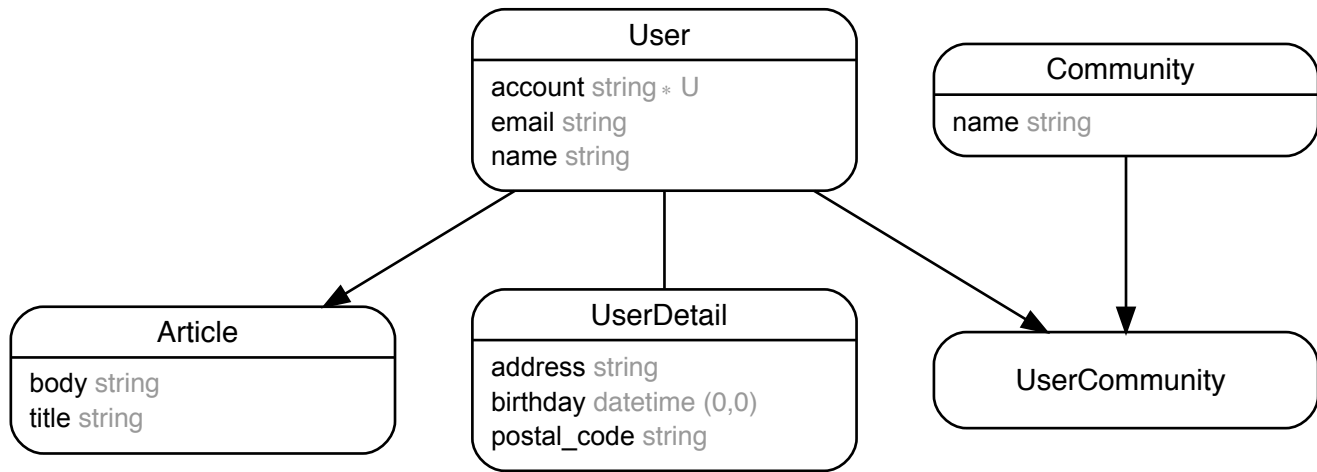 User
account string * U
email string
name string
Community
name string
Article
body string
title string
UserDetail
address string
birthday datetime (0,0)
postal_code string
UserCommunity